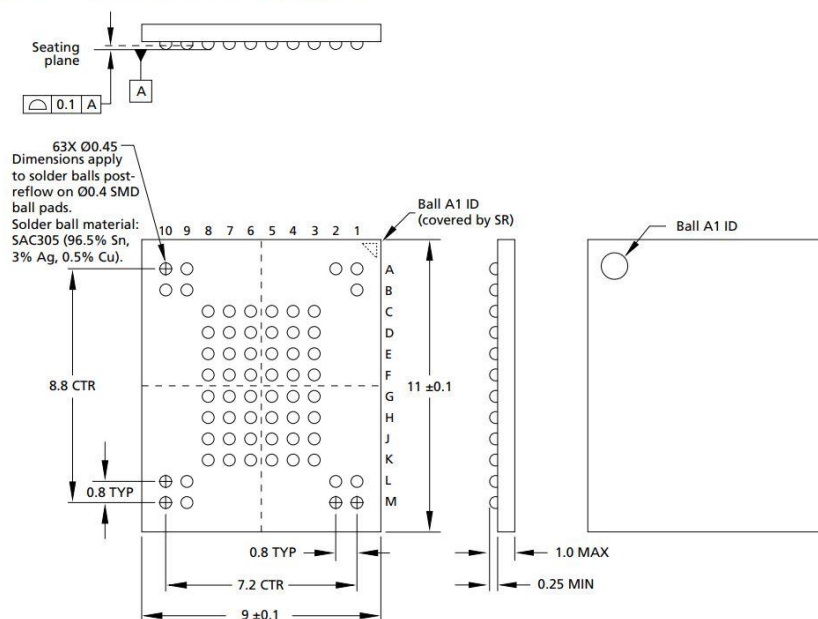 Seating
plane
0.1 A
A
63X Ø0.45
Dimensions apply
to solder balls post-
reflow on Ø0.4 SMD
ball pads.
Solder ball material:
SAC305 (96.5% Sn,
3% Ag, 0.5% Cu).
Ball A1 ID
(covered by SR)
Ball A1 ID
10 9 8 7 6 5 4 3 2 1
A
B
C
D
E
F
G
H
J
K
L
M
8.8 CTR
11 ±0.1
0.8 TYP
0.8 TYP
1.0 MAX
7.2 CTR
0.25 MIN
9 ±0.1